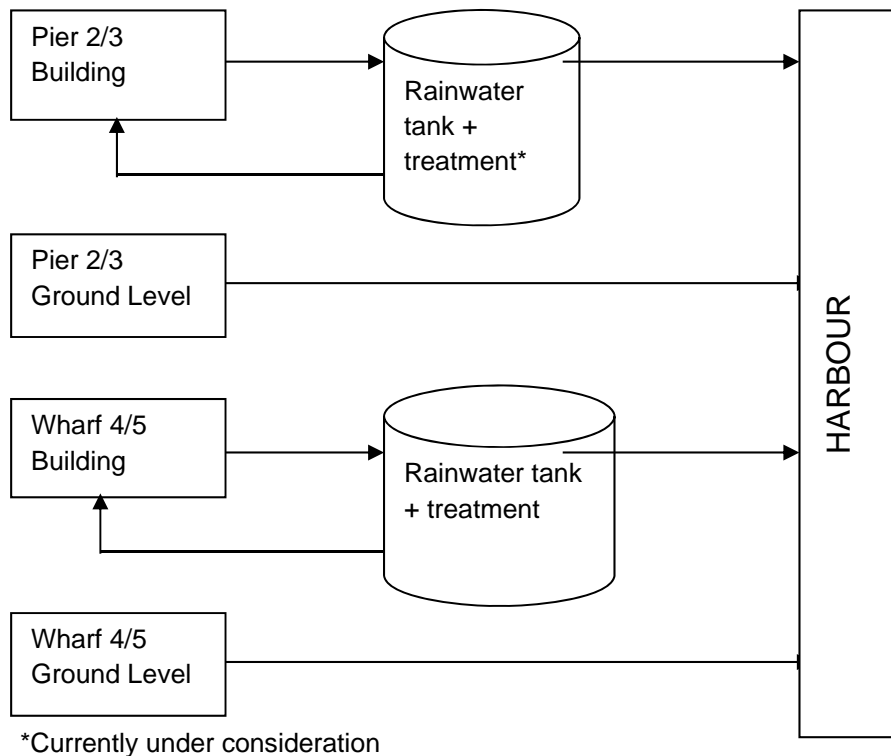 Pier 2/3
Building
Rainwater
tank +
treatment*
Pier 2/3
Ground Level
HARBOUR
Wharf 4/5
Building
Rainwater tank
+ treatment
Wharf 4/5
Ground Level
*Currently under consideration